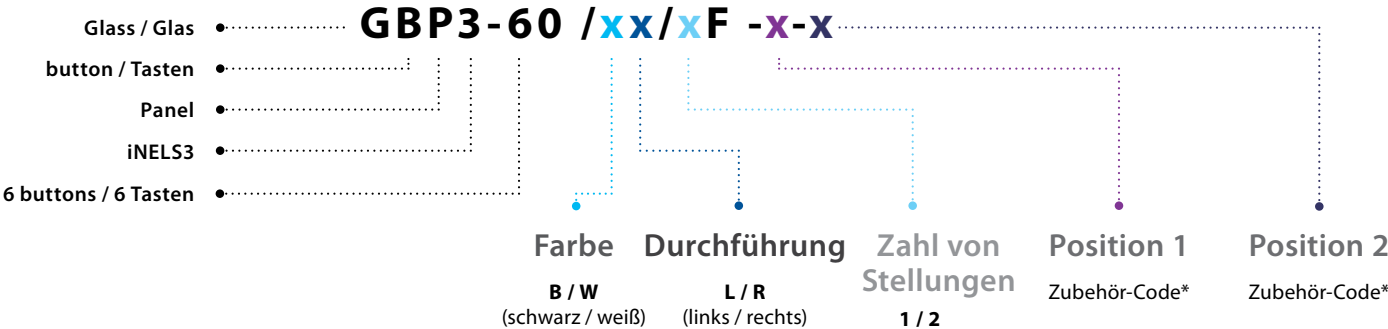 GBP3-60 /xx/xF -x-x
Glass / Glas
button / Tasten
Panel
iNELS3
6 buttons / 6 Tasten
Farbe
B / W
(schwarz / weiß)
Durchführung
L / R
(links / rechts)
Zahl von
Stellungen
1 / 2
Position 1
Zubehör-Code*
Position 2
Zubehör-Code*